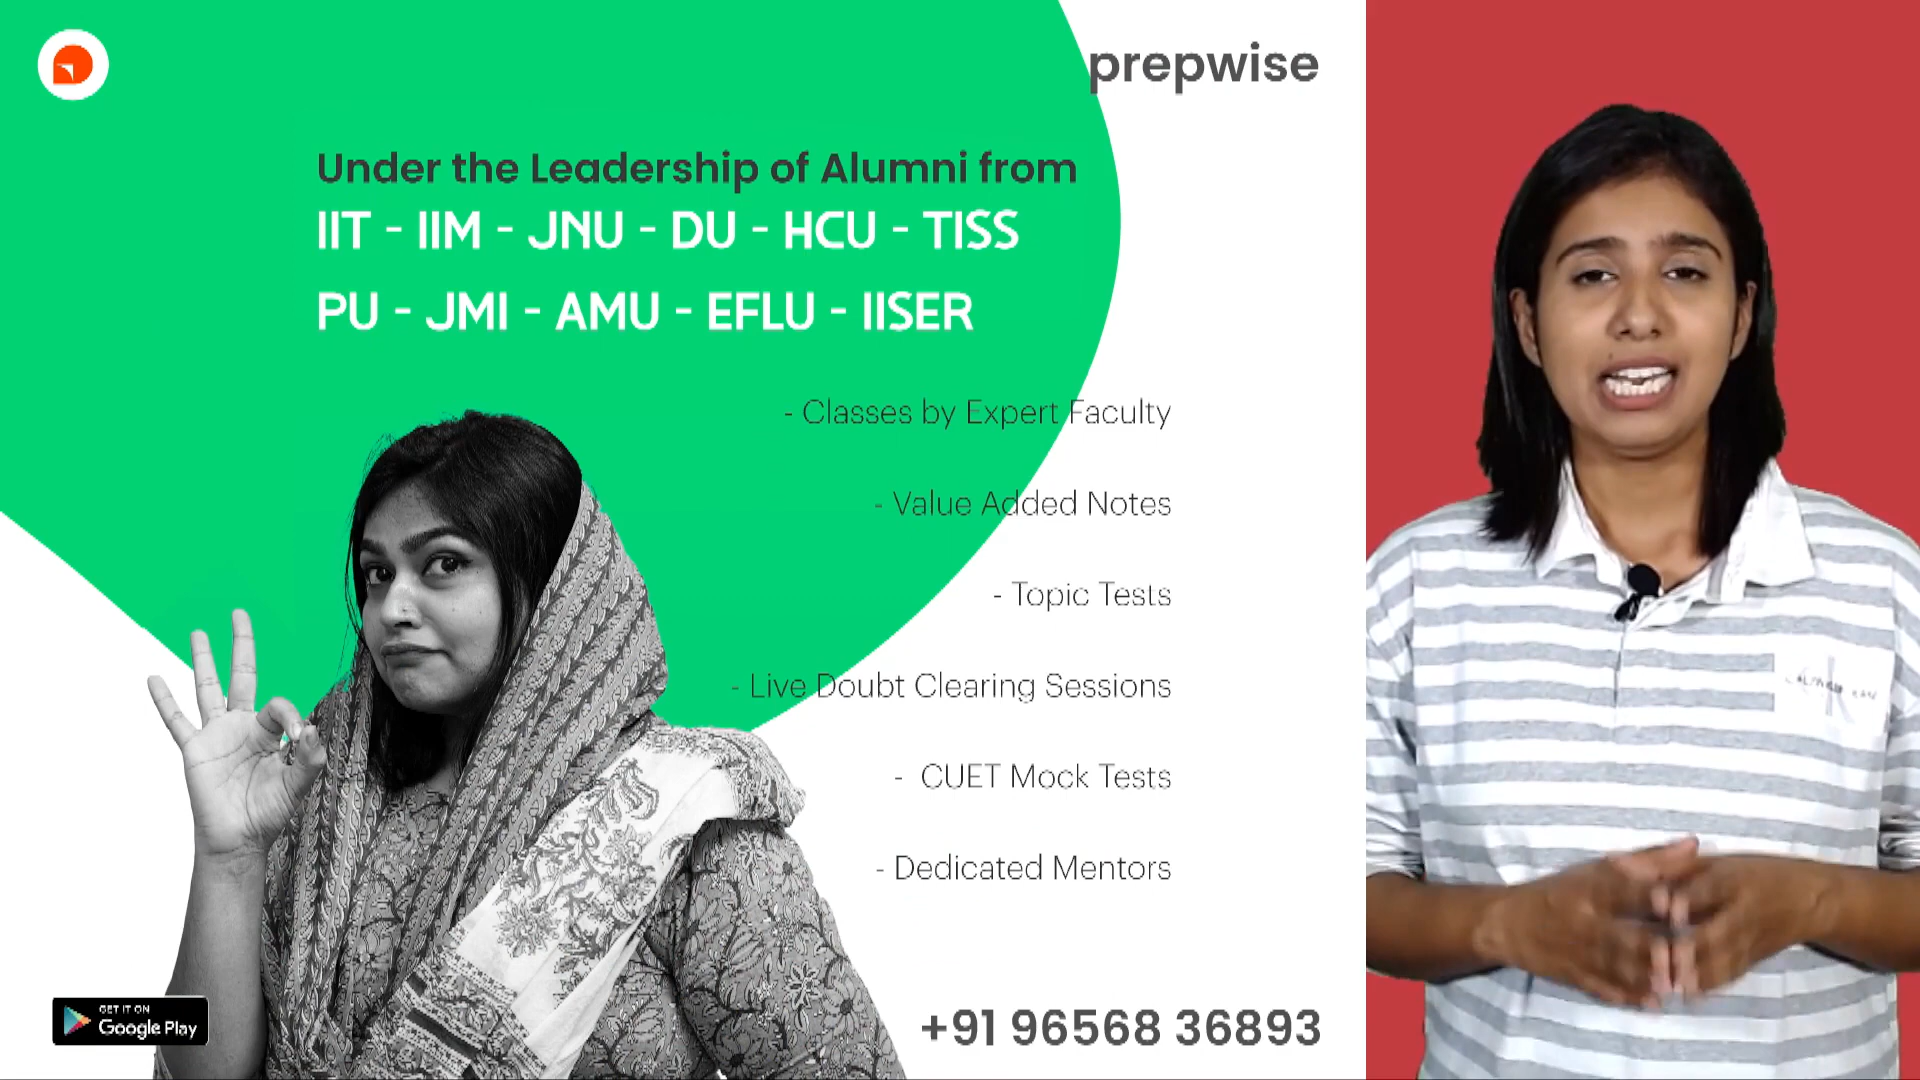 prepwise
Under the Leadership of Alumni from
IIT - IIM - JNU - DU - HCU - TISS
PU - JMI - AMU - EFLU - IISER
- Classes by Expert Faculty
- Value Added Notes
- Topic Tests
- Live Doubt Clearing Sessions
- CUET Mock Tests
- Dedicated Mentors
GET IT ON
Google Play
+91 96568 36893